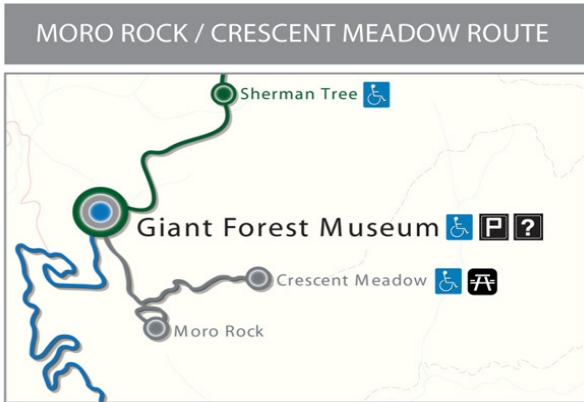 MORO ROCK / CRESCENT MEADOW ROUTE
Sherman Tree
Giant Forest Museum P ?
Crescent Meadow
Moro Rock